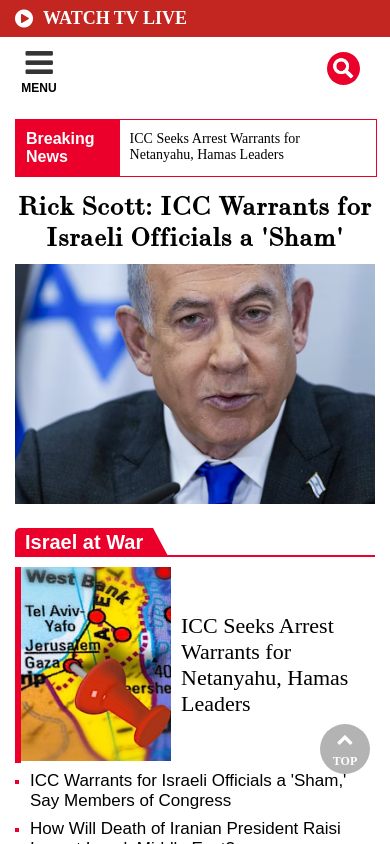 WATCH TV LIVE
MENU
Breaking
News
ICC Seeks Arrest Warrants for
Netanyahu, Hamas Leaders
Rick Scott: ICC Warrants for
Israeli Officials a 'Sham'
Israel at War
West Bank
Tel Aviv-
Yafo
Jerusalem
Gaza
rip
40
eershe
ICC Seeks Arrest
Warrants for
Netanyahu, Hamas
Leaders
TOP
ICC Warrants for Israeli Officials a 'Sham,'
Say Members of Congress
How Will Death of Iranian President Raisi